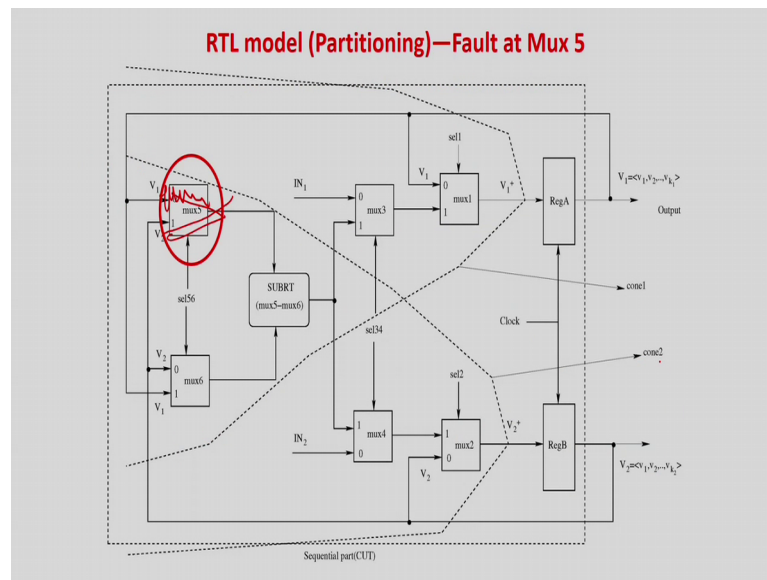 RTL model (Partitioning)—Fault at Mux 5
sel1
V1
0
1
mux1
V1+
RegA
V1=<v1,v2,..,vk1>
Output
IN1
0
1
mux3
V1
mux5
1
V2
sel56
SUBRT
(mux5-mux6)
sel34
cone1
Clock
cone2
V2
0
mux6
1
V1
sel2
1
mux4
0
IN2
1
mux2
0
V2
V2+
RegB
V2=<v1,v2,..,vk2>
Sequential part(CUT)